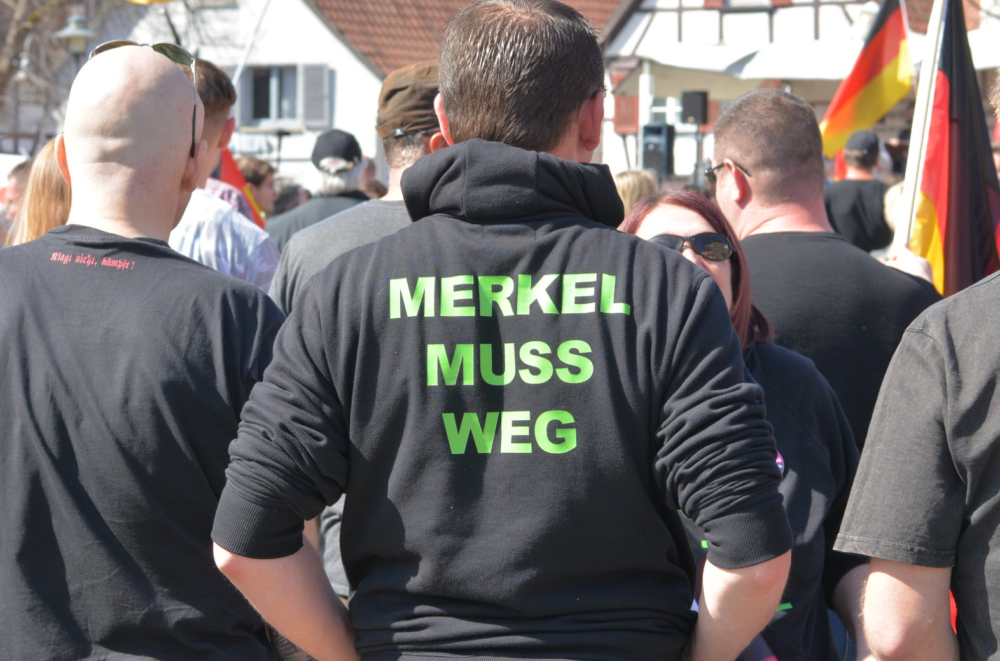 Klagt nicht, kämpft!
MERKEL
MUSS
WEG